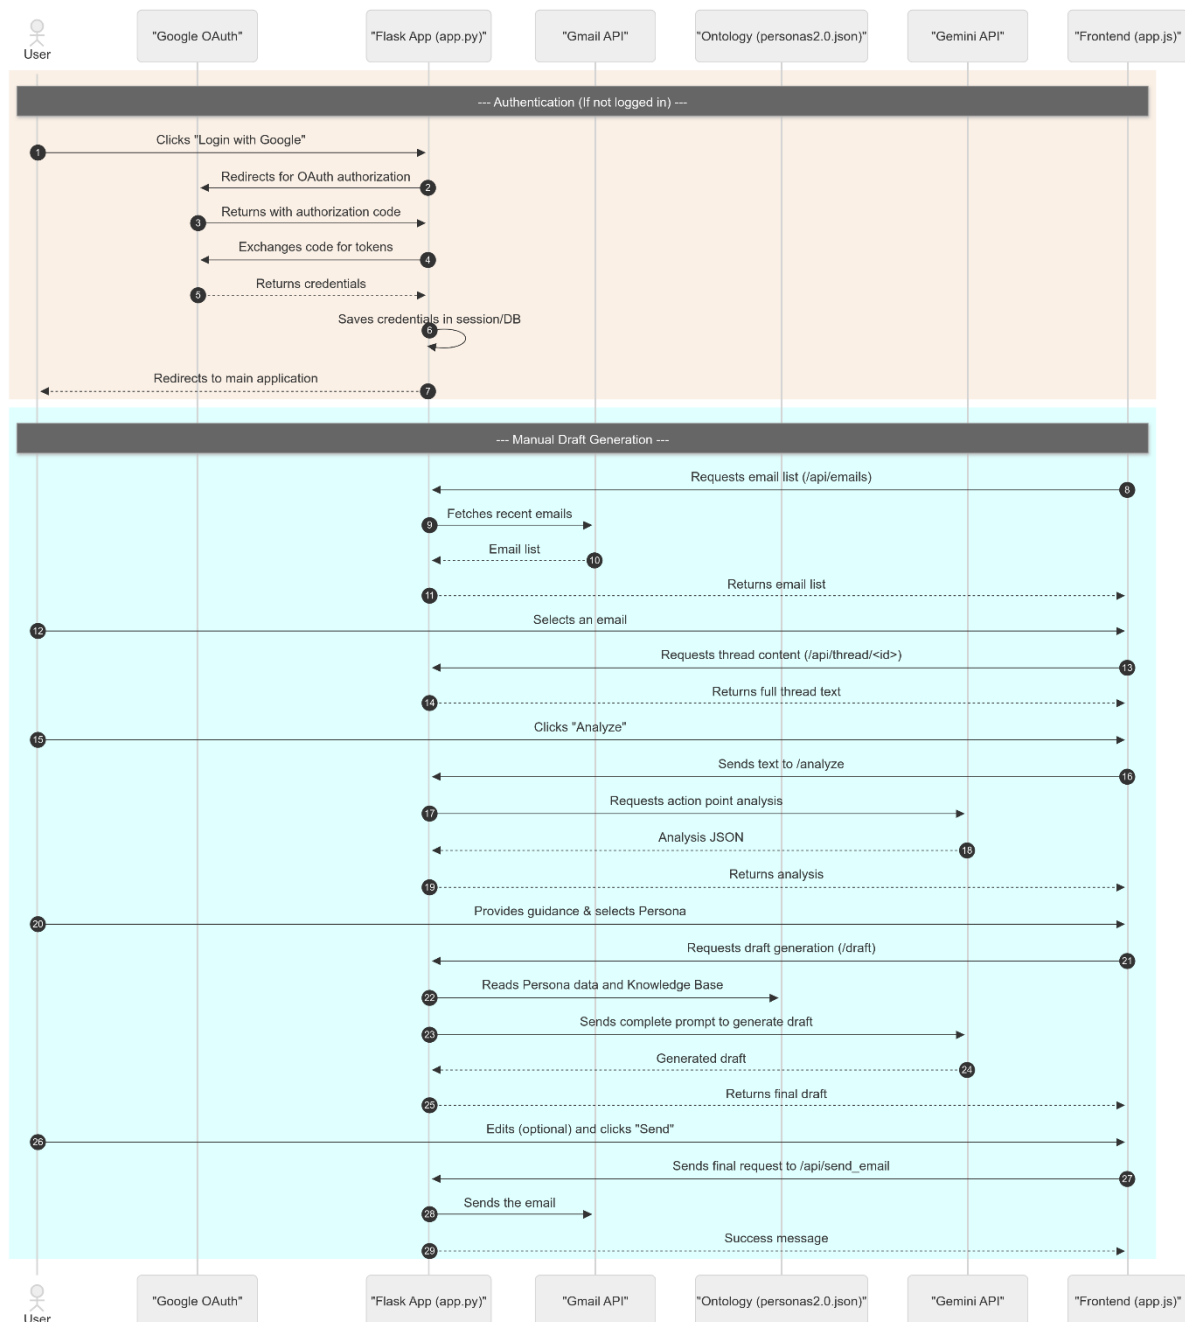 User
"Google OAuth"
"Flask App (app.py)"
"Gmail API"
"Ontology (personas2.0.json)"
"Gemini API"
"Frontend (app.js)"
--- Authentication (If not logged in) ---
Clicks "Login with Google"
1
Redirects for OAuth authorization
2
Returns with authorization code
3
Exchanges code for tokens
4
Returns credentials
5
Saves credentials in session/DB
6
Redirects to main application
7
--- Manual Draft Generation ---
Requests email list (/api/emails)
8
Fetches recent emails
9
Email list
10
Returns email list
11
Selects an email
12
Requests thread content (/api/thread/<id>)
13
Returns full thread text
14
Clicks "Analyze"
15
Sends text to /analyze
16
Requests action point analysis
17
Analysis JSON
18
Returns analysis
19
Provides guidance & selects Persona
20
Requests draft generation (/draft)
21
Reads Persona data and Knowledge Base
22
Sends complete prompt to generate draft
23
Generated draft
24
Returns final draft
25
Edits (optional) and clicks "Send"
26
Sends final request to /api/send_email
27
Sends the email
28
Success message
29
User
"Google OAuth"
"Flask App (app.py)"
"Gmail API"
"Ontology (personas2.0.json)"
"Gemini API"
"Frontend (app.js)"